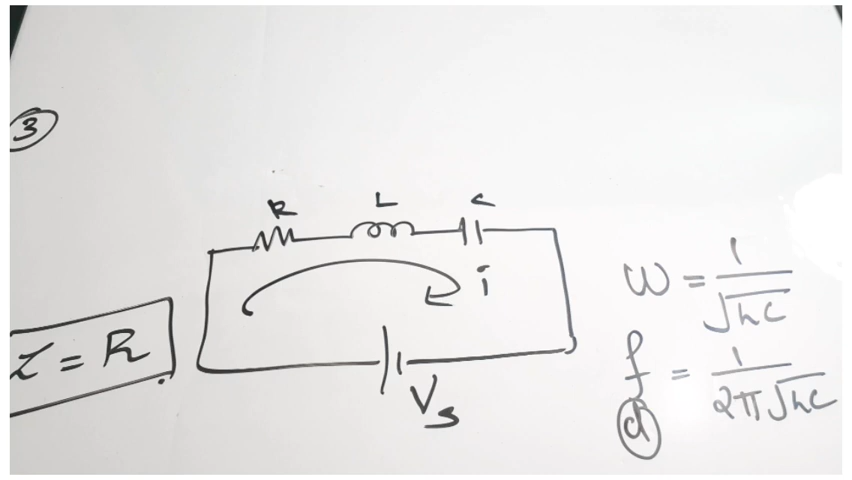 3
R L C
i
Z = R
Vs
ω = 1/√LC
f = 1/2π√LC
d